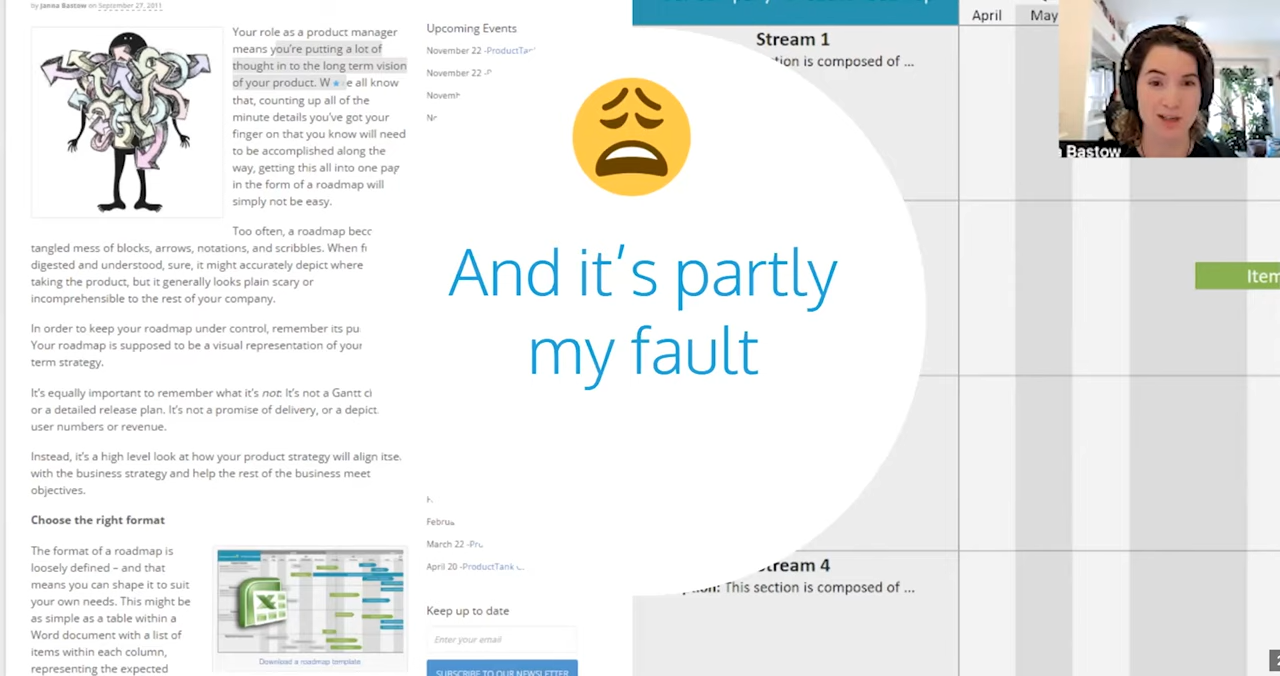 by Janna Bastow on September 27, 2011
Your role as a product manager
means you're putting a lot of
thought in to the long term vision
of your product. We all know
that, counting up all of the
minute details you've got your
finger on that you know will need
to be accomplished along the
way, getting this all into one page
in the form of a roadmap will
simply not be easy.
Too often, a roadmap
tangled mess of blocks, arrows, notations, and scribbles. When
digested and understood, sure, it might accurately depict where
taking the product, but it generally looks plain scary or
incomprehensible to the rest of your company.
In order to keep your roadmap under control, remember its
Your roadmap is supposed to be a visual representation of your
term strategy.
It's equally important to remember what it's not: It's not a Gantt
or a detailed release plan. It's not a promise of delivery, or a depict
user numbers or revenue.
Instead, it's a high level look at how your product strategy will align
with the business strategy and help the rest of the business meet
objectives.
Choose the right format
The format of a roadmap is
loosely defined – and that
means you can shape it to suit
your own needs. This might be
as simple as a table within a
Word document with a list of
items within each column,
representing the expected
Download a roadmap template
Upcoming Events
November 22 -ProductTan
November 22 -P
Novem
No
Febru
March 22 -Pr
April 20 -ProductTank
Keep up to date
Enter your email
SUBSCRIBE TO OUR NEWSLETTER
And it's partly
my fault
April May
Stream 1
tion is composed of ...
Item
Stream 4
This section is composed of ...
Bastow